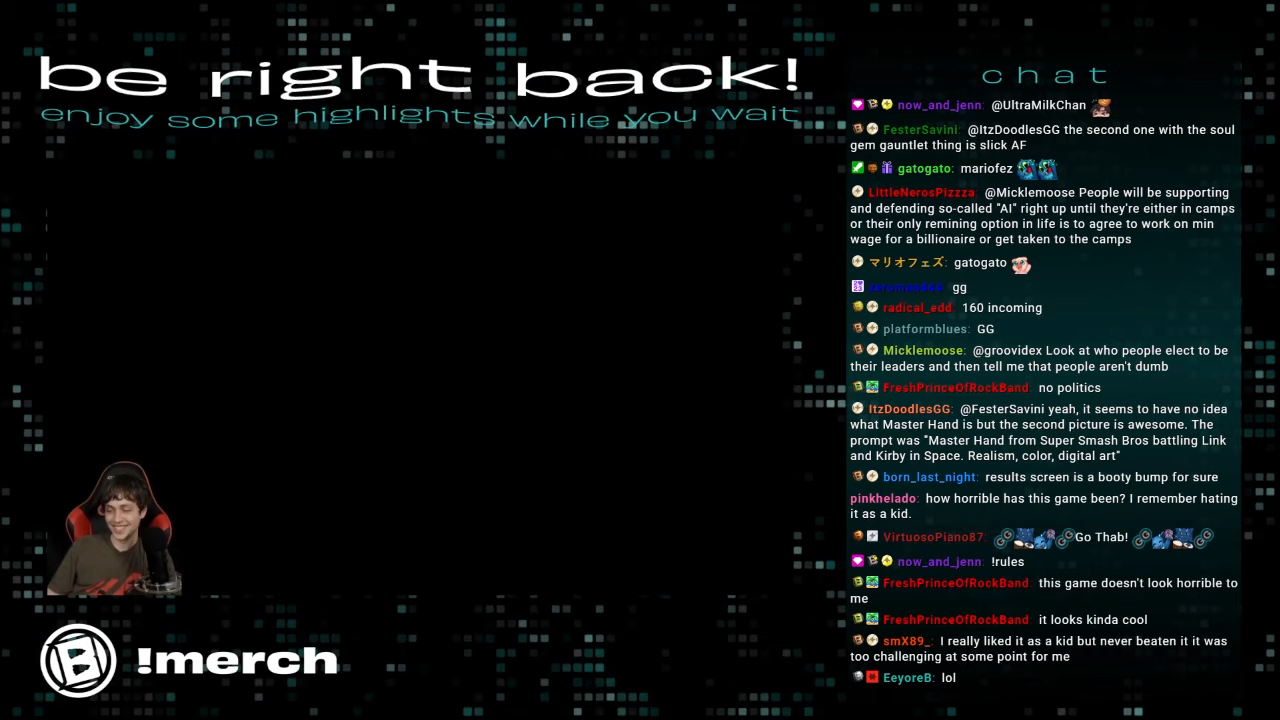 be right back!
enjoy some highlights while you wait
chat
now_and_jenn: @UltraMilkChan
FesterSavini: @ItzDoodlesGG the second one with the soul
gem gauntlet thing is slick AF
gatogato: mariofez
LittleNerosPizzza: @Micklemoose People will be supporting
and defending so-called "AI" right up until they're either in camps
or their only remining option in life is to agree to work on min
wage for a billionaire or get taken to the camps
マリオフェズ: gatogato
gg
radical_edd: 160 incoming
platformblues: GG
Micklemoose: @groovidex Look at who people elect to be
their leaders and then tell me that people aren't dumb
FreshPrinceOfRockBand: no politics
ItzDoodlesGG: @FesterSavini yeah, it seems to have no idea
what Master Hand is but the second picture is awesome. The
prompt was "Master Hand from Super Smash Bros battling Link
and Kirby in Space. Realism, color, digital art"
born_last_night: results screen is a booty bump for sure
pinkhelado: how horrible has this game been? I remember hating
it as a kid.
VirtuosoPiano87: Go Thab!
now_and_jenn: !rules
FreshPrinceOfRockBand: this game doesn't look horrible to
me
FreshPrinceOfRockBand: it looks kinda cool
smX89_: I really liked it as a kid but never beaten it it was
too challenging at some point for me
EeyoreB: lol
B !merch